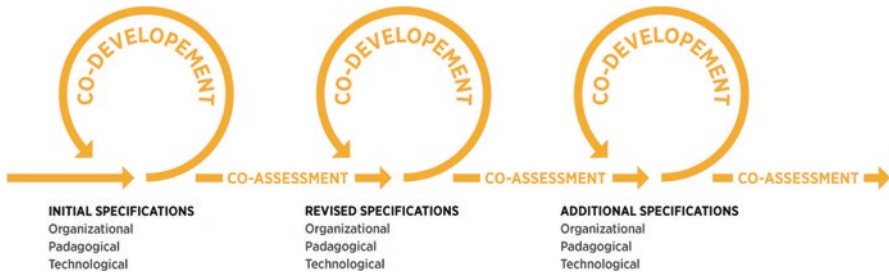 CO-DEVELOPEMENT
CO-DEVELOPEMENT
CO-DEVELOPEMENT
CO-ASSESSMENT
CO-ASSESSMENT
CO-ASSESSMENT
INITIAL SPECIFICATIONS
Organizational
Padagogical
Technological
REVISED SPECIFICATIONS
Organizational
Padagogical
Technological
ADDITIONAL SPECIFICATIONS
Organizational
Padagogical
Technological